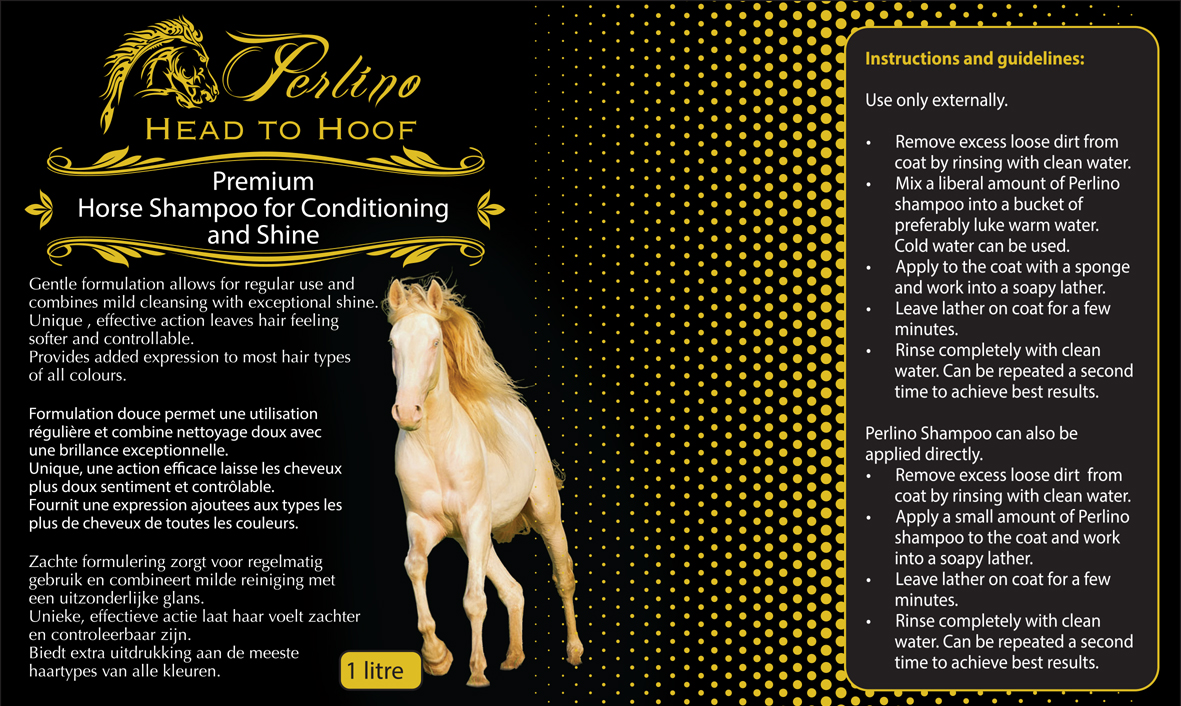 Perlino
HEAD TO HOOF
Premium
Horse Shampoo for Conditioning
and Shine
Gentle formulation allows for regular use and
combines mild cleansing with exceptional shine.
Unique , effective action leaves hair feeling
softer and controllable.
Provides added expression to most hair types
of all colours.
Formulation douce permet une utilisation
régulière et combine nettoyage doux avec
une brillance exceptionnelle.
Unique, une action efficace laisse les cheveux
plus doux sentiment et contrôlable.
Fournit une expression ajoutees aux types les
plus de cheveux de toutes les couleurs.
Zachte formulering zorgt voor regelmatig
gebruik en combineert milde reiniging met
een uitzonderlijke glans.
Unieke, effectieve actie laat haar voelt zachter
en controleerbaar zijn.
Biedt extra uitdrukking aan de meeste
haartypes van alle kleuren.
1 litre
Instructions and guidelines:
Use only externally.
• Remove excess loose dirt from
coat by rinsing with clean water.
• Mix a liberal amount of Perlino
shampoo into a bucket of
preferably luke warm water.
Cold water can be used.
• Apply to the coat with a sponge
and work into a soapy lather.
• Leave lather on coat for a few
minutes.
• Rinse completely with clean
water. Can be repeated a second
time to achieve best results.
Perlino Shampoo can also be
applied directly.
• Remove excess loose dirt from
coat by rinsing with clean water.
• Apply a small amount of Perlino
shampoo to the coat and work
into a soapy lather.
• Leave lather on coat for a few
minutes.
• Rinse completely with clean
water. Can be repeated a second
time to achieve best results.